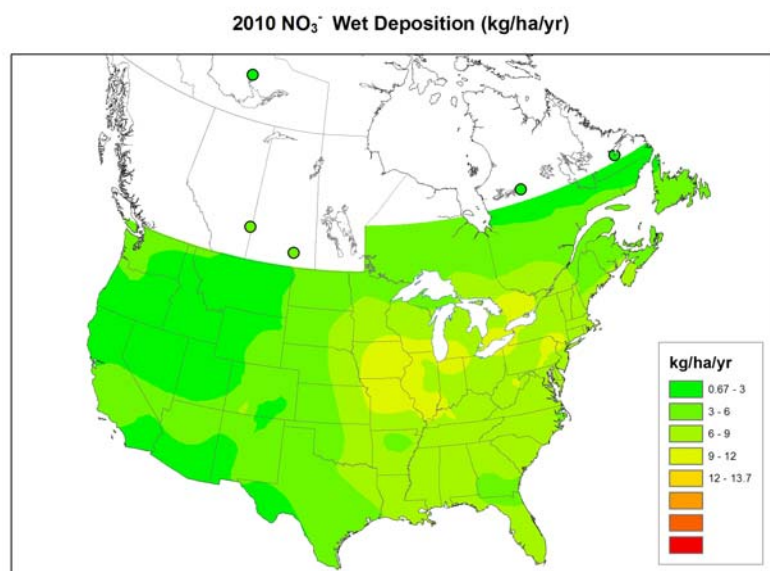 2010 NO₃⁻ Wet Deposition (kg/ha/yr)
kg/ha/yr
0.67 - 3
3 - 6
6 - 9
9 - 12
12 - 13.7